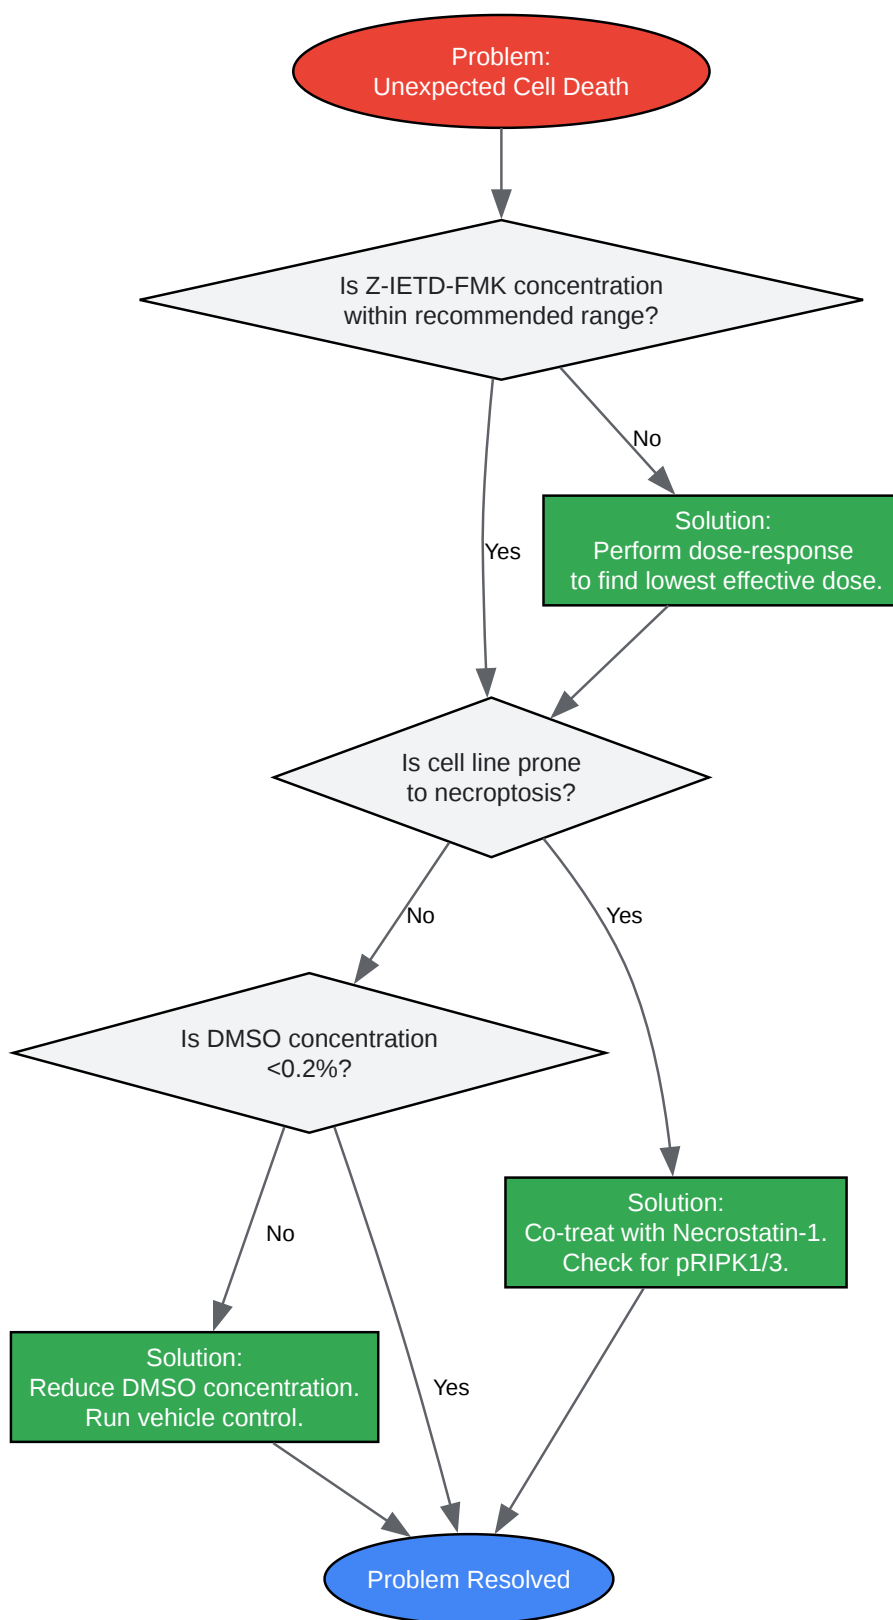 Problem:
Unexpected Cell Death
Is Z-IETD-FMK concentration
within recommended range?
No
Solution:
Perform dose-response
to find lowest effective dose.
Yes
Is cell line prone
to necroptosis?
No
Yes
Is DMSO concentration
<0.2%?
Solution:
Co-treat with Necrostatin-1.
Check for pRIPK1/3.
No
Solution:
Reduce DMSO concentration.
Run vehicle control.
Yes
Problem Resolved